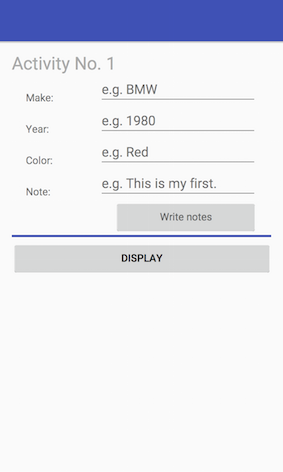 Activity No. 1
Make: e.g. BMW
Year: e.g. 1980
Color: e.g. Red
Note: e.g. This is my first.
Write notes
DISPLAY